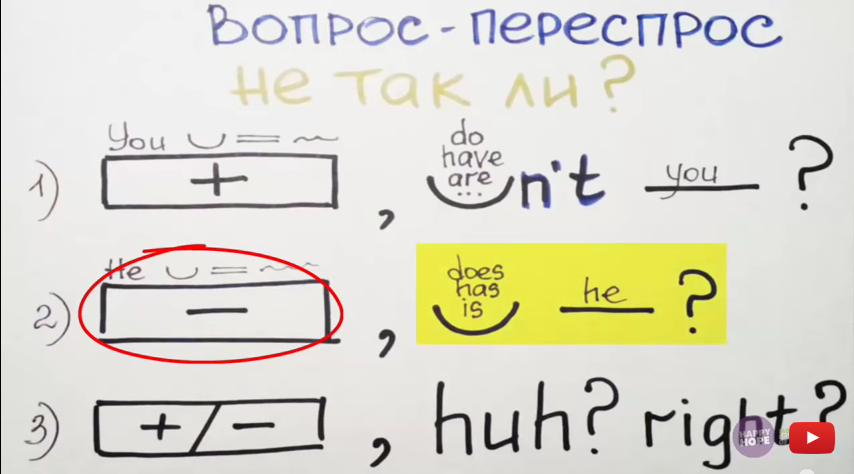 Вопрос-переспрос
не так ли?
1) You + , do have are ... n't you ?
2) He - , does has is he ?
3) +/- , huh? right?
HAPPY HOPE